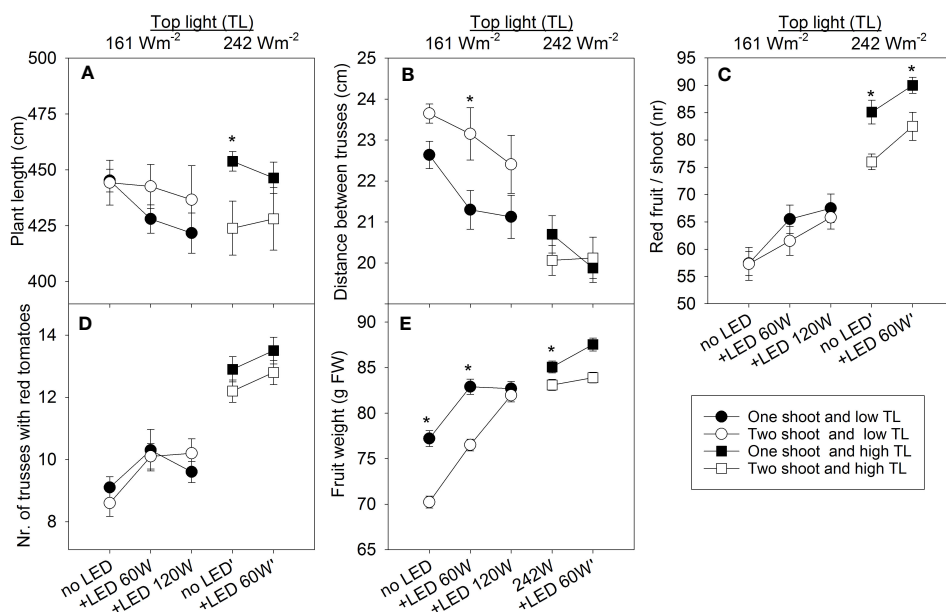 Top light (TL)
161 Wm-2 242 Wm-2
Top light (TL)
161 Wm-2 242 Wm-2
Top light (TL)
161 Wm-2 242 Wm-2
A
Plant length (cm)
500
475
450
425
400
*
B
Distance between trusses (cm)
25
24
23
22
21
20
*
C
Red fruit / shoot (nr)
95
90
85
80
75
70
65
60
55
50
*
*
no LED
+LED 60W
+LED 120W
no LED'
+LED 60W'
D
Nr. of trusses with red tomatoes
14
12
10
8
no LED
+LED 60W
+LED 120W
no LED'
+LED 60W'
E
Fruit weight (g FW)
90
85
80
75
70
65
*
*
*
no LED
+LED 60W
+LED 120W
242W
+LED 60W'
One shoot and low TL
Two shoot and low TL
One shoot and high TL
Two shoot and high TL